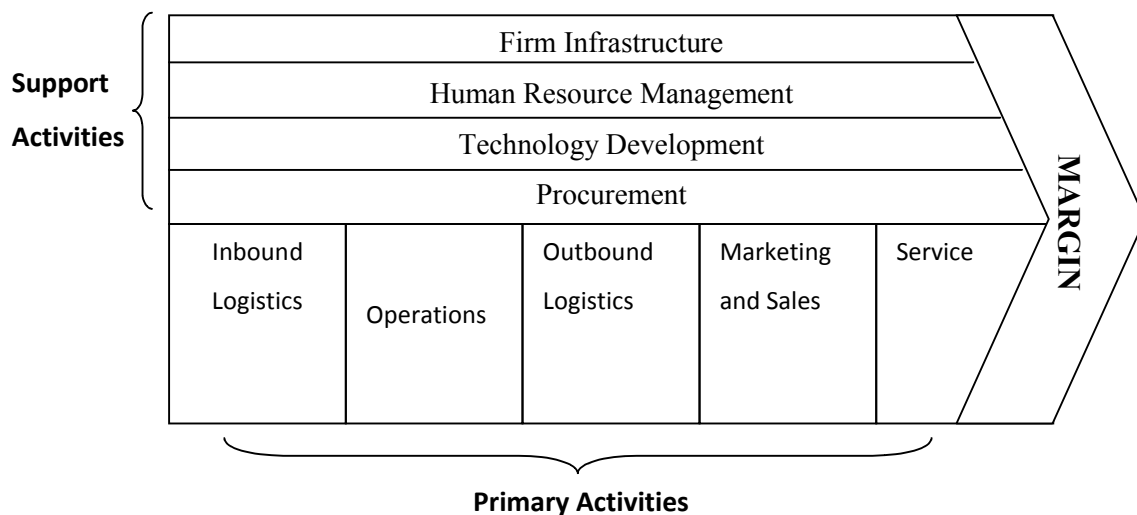 Support
Activities
Firm Infrastructure
Human Resource Management
Technology Development
Procurement
Inbound
Logistics
Operations
Outbound
Logistics
Marketing
and Sales
Service
MARGIN
Primary Activities